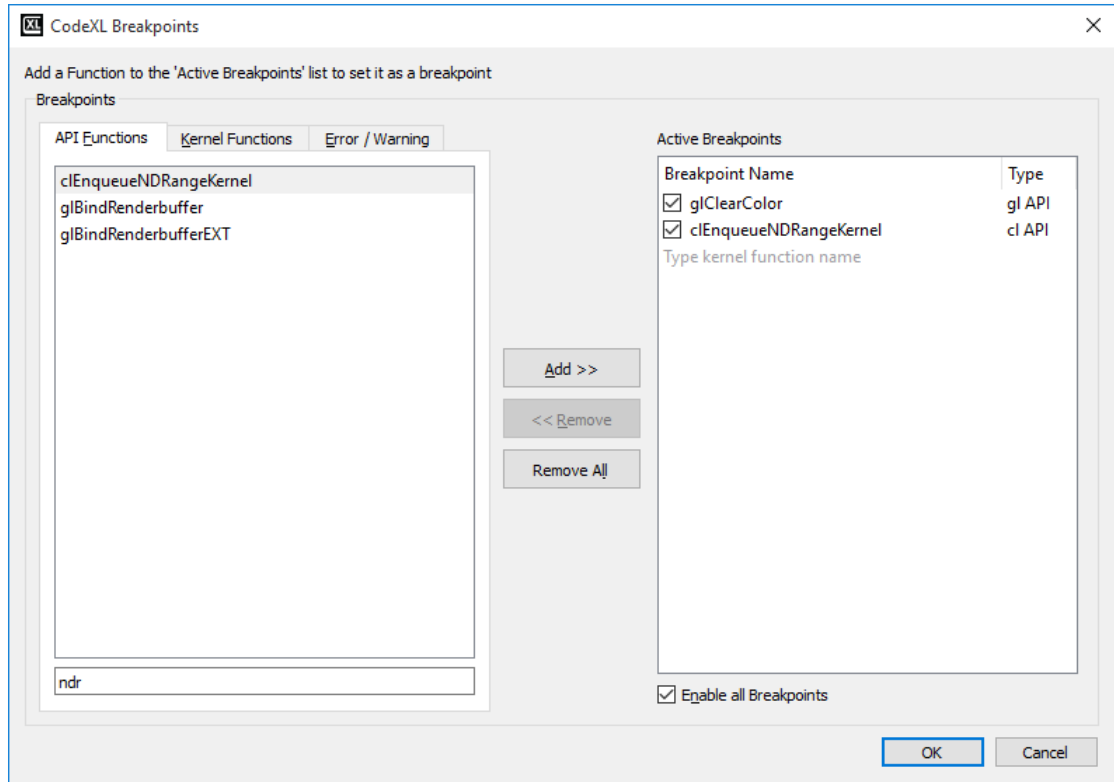 XL CodeXL Breakpoints
Add a Function to the 'Active Breakpoints' list to set it as a breakpoint
Breakpoints
API Functions Kernel Functions Error / Warning
clEnqueueNDRangeKernel
glBindRenderbuffer
glBindRenderbufferEXT
ndr
Add >>
<< Remove
Remove All
Active Breakpoints
Breakpoint Name Type
glClearColor gl API
clEnqueueNDRangeKernel cl API
Type kernel function name
Enable all Breakpoints
OK Cancel